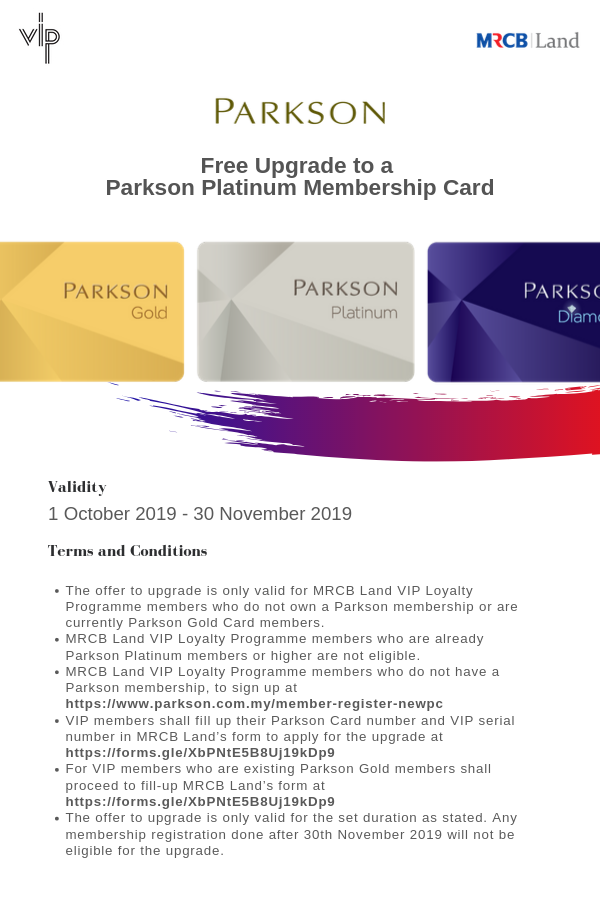 vip
MRCB Land
PARKSON
Free Upgrade to a
Parkson Platinum Membership Card
PARKSON
Gold
PARKSON
Platinum
PARKS
Diamo
Validity
1 October 2019 - 30 November 2019
Terms and Conditions
• The offer to upgrade is only valid for MRCB Land VIP Loyalty
Programme members who do not own a Parkson membership or are
currently Parkson Gold Card members.
• MRCB Land VIP Loyalty Programme members who are already
Parkson Platinum members or higher are not eligible.
• MRCB Land VIP Loyalty Programme members who do not have a
Parkson membership, to sign up at
https://www.parkson.com.my/member-register-newpc
• VIP members shall fill up their Parkson Card number and VIP serial
number in MRCB Land’s form to apply for the upgrade at
https://forms.gle/XbPNtE5B8Uj19kDp9
• For VIP members who are existing Parkson Gold members shall
proceed to fill-up MRCB Land’s form at
https://forms.gle/XbPNtE5B8Uj19kDp9
• The offer to upgrade is only valid for the set duration as stated. Any
membership registration done after 30th November 2019 will not be
eligible for the upgrade.